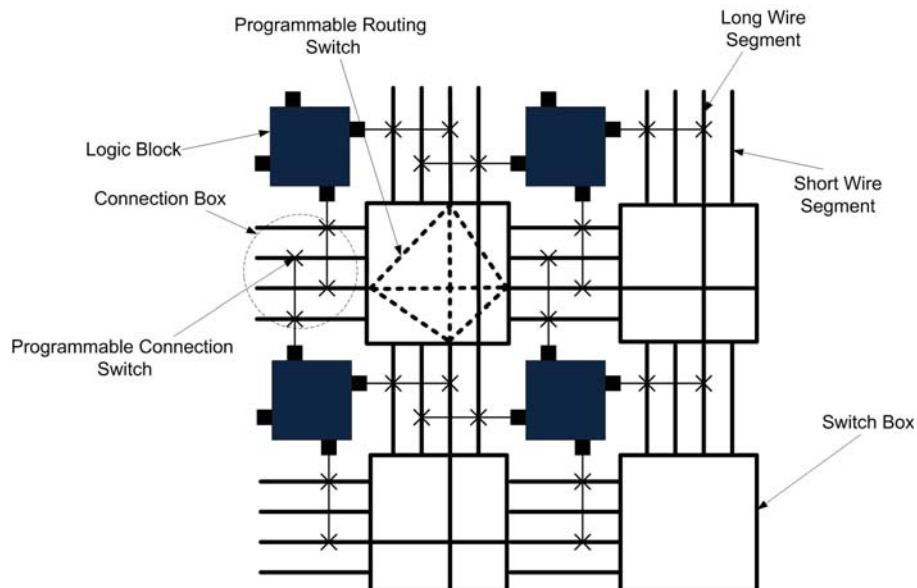 Programmable Routing
Switch
Long Wire
Segment
Logic Block
Connection Box
Short Wire
Segment
Programmable Connection
Switch
Switch Box